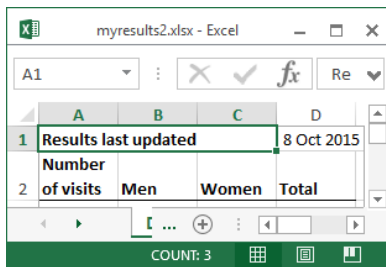 myresults2.xlsx - Excel
A1 fx Re
A B C D
1 Results last updated 8 Oct 2015
Number
2 of visits Men Women Total
...
COUNT: 3